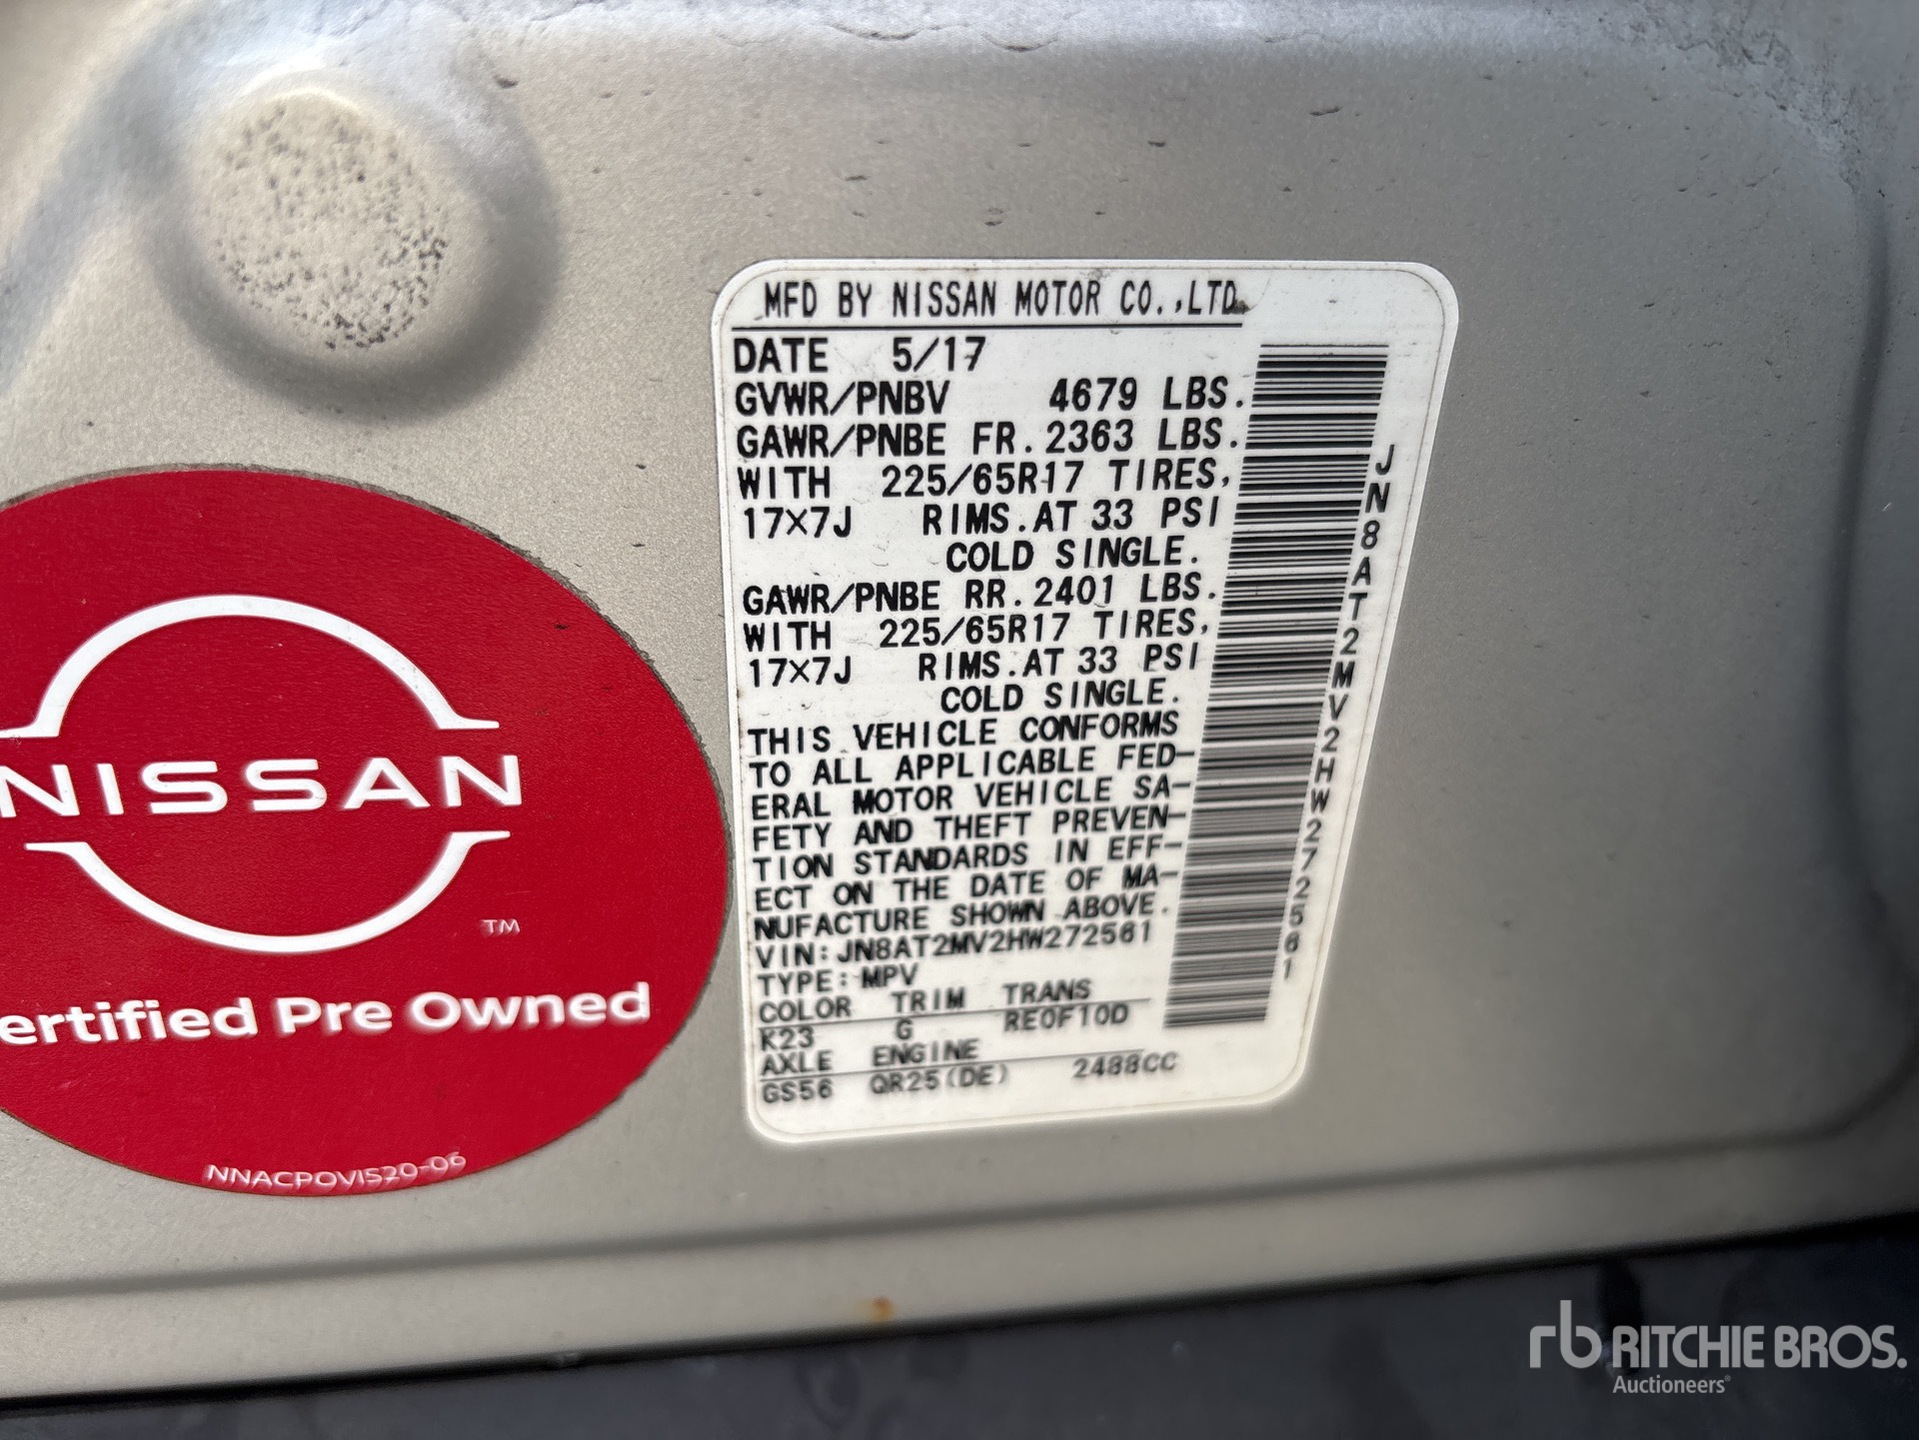 MFD BY NISSAN MOTOR CO.,LTD.
DATE 5/17
GVWR/PNBV 4679 LBS.
GAWR/PNBE FR. 2363 LBS.
WITH 225/65R17 TIRES,
17×7J RIMS. AT 33 PSI
COLD SINGLE.
GAWR/PNBE RR. 2401 LBS.
WITH 225/65R17 TIRES,
17×7J RIMS. AT 33 PSI
COLD SINGLE.
THIS VEHICLE CONFORMS
TO ALL APPLICABLE FED-
ERAL MOTOR VEHICLE SA-
FETY AND THEFT PREVEN-
TION STANDARDS IN EFF-
ECT ON THE DATE OF MA-
NUFACTURE SHOWN ABOVE.
VIN: JN8AT2MV2HW272561
TYPE: MPV
COLOR TRIM TRANS
K23 G RE0F10D
AXLE ENGINE
GS56 QR25(DE) 2488CC
JN8AT2MV2HW272561
NISSAN
TM
ertified Pre Owned
NNACPOVIS20-06
rb RITCHIE BROS.
Auctioneers®